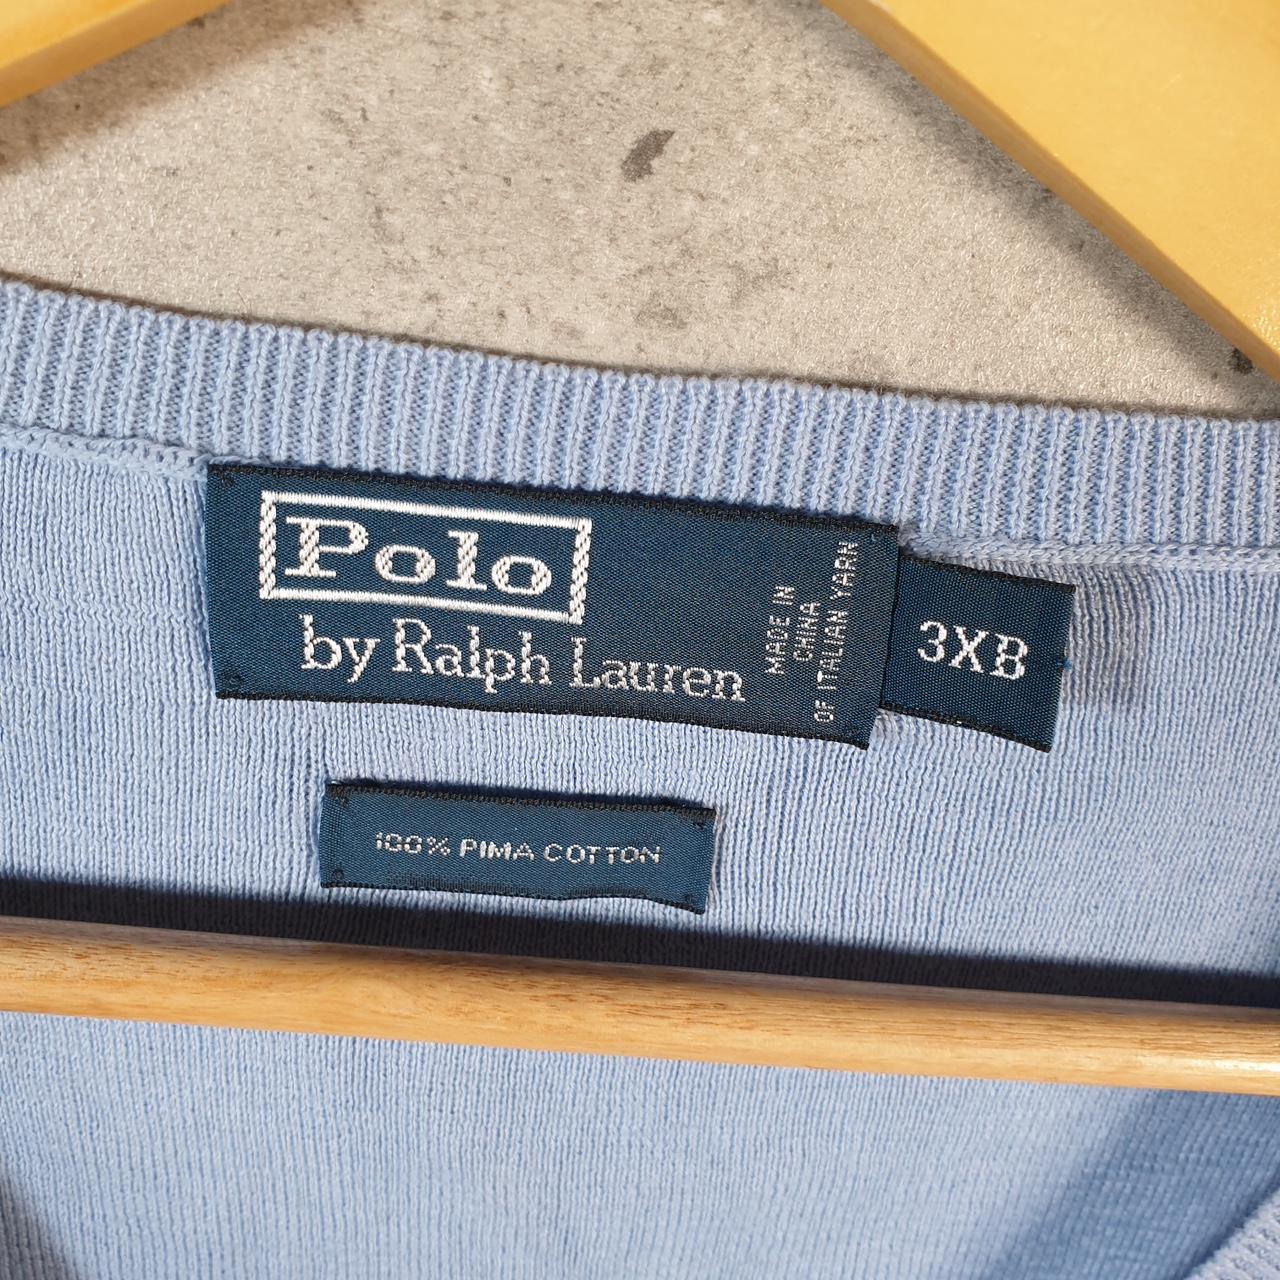 Polo
by Ralph Lauren
MADE IN
CHINA
OF ITALIAN YARN
3XB
100% PIMA COTTON